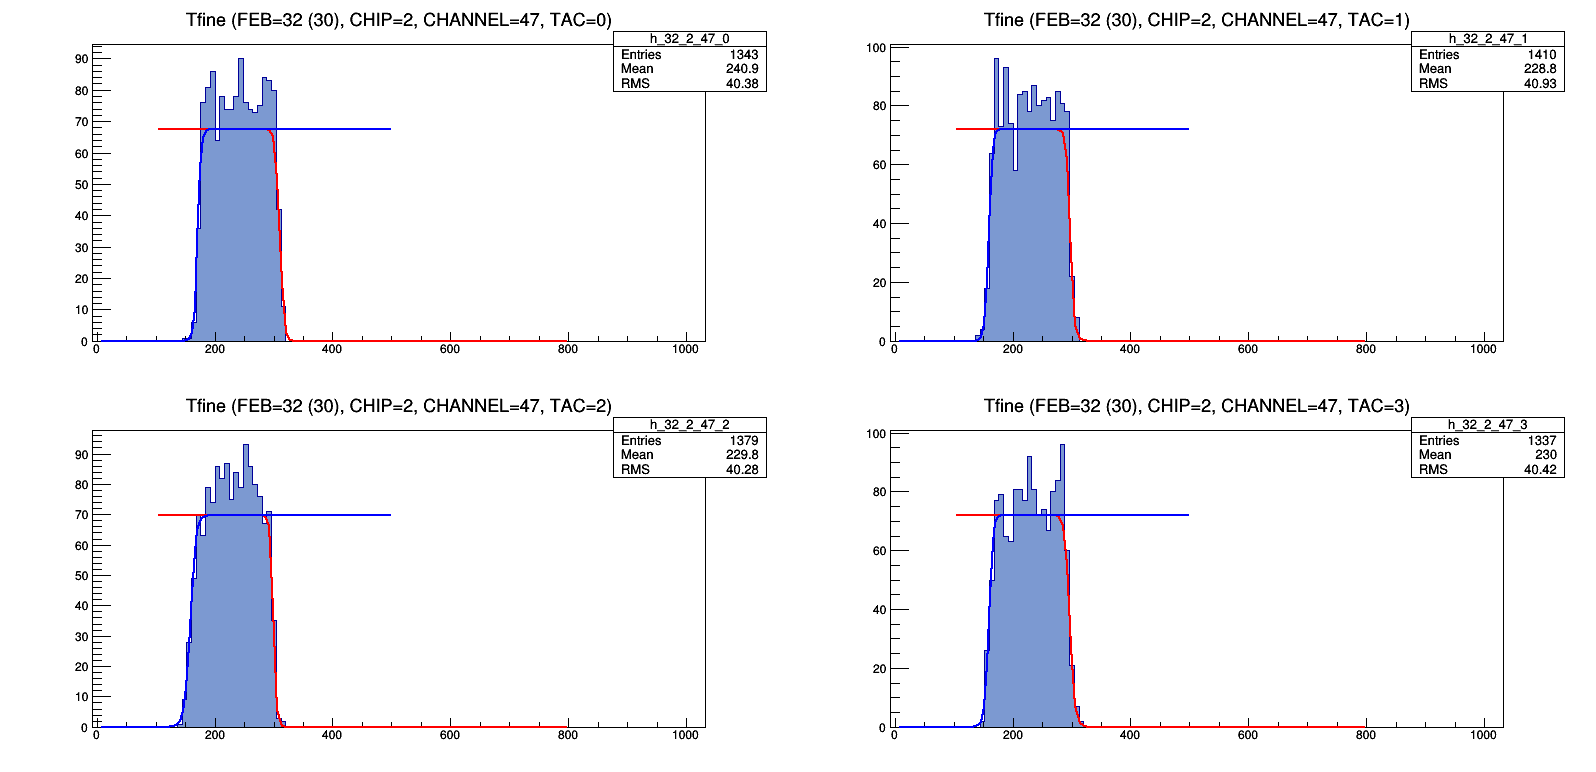 Tfine (FEB=32 (30), CHIP=2, CHANNEL=47, TAC=0)
h_32_2_47_0
Entries 1343
Mean 240.9
RMS 40.38
90
80
70
60
50
40
30
20
10
0
0 200 400 600 800 1000
Tfine (FEB=32 (30), CHIP=2, CHANNEL=47, TAC=1)
h_32_2_47_1
Entries 1410
Mean 228.8
RMS 40.93
100
80
60
40
20
0
0 200 400 600 800 1000
Tfine (FEB=32 (30), CHIP=2, CHANNEL=47, TAC=2)
h_32_2_47_2
Entries 1379
Mean 229.8
RMS 40.28
90
80
70
60
50
40
30
20
10
0
0 200 400 600 800 1000
Tfine (FEB=32 (30), CHIP=2, CHANNEL=47, TAC=3)
h_32_2_47_3
Entries 1337
Mean 230
RMS 40.42
100
80
60
40
20
0
0 200 400 600 800 1000